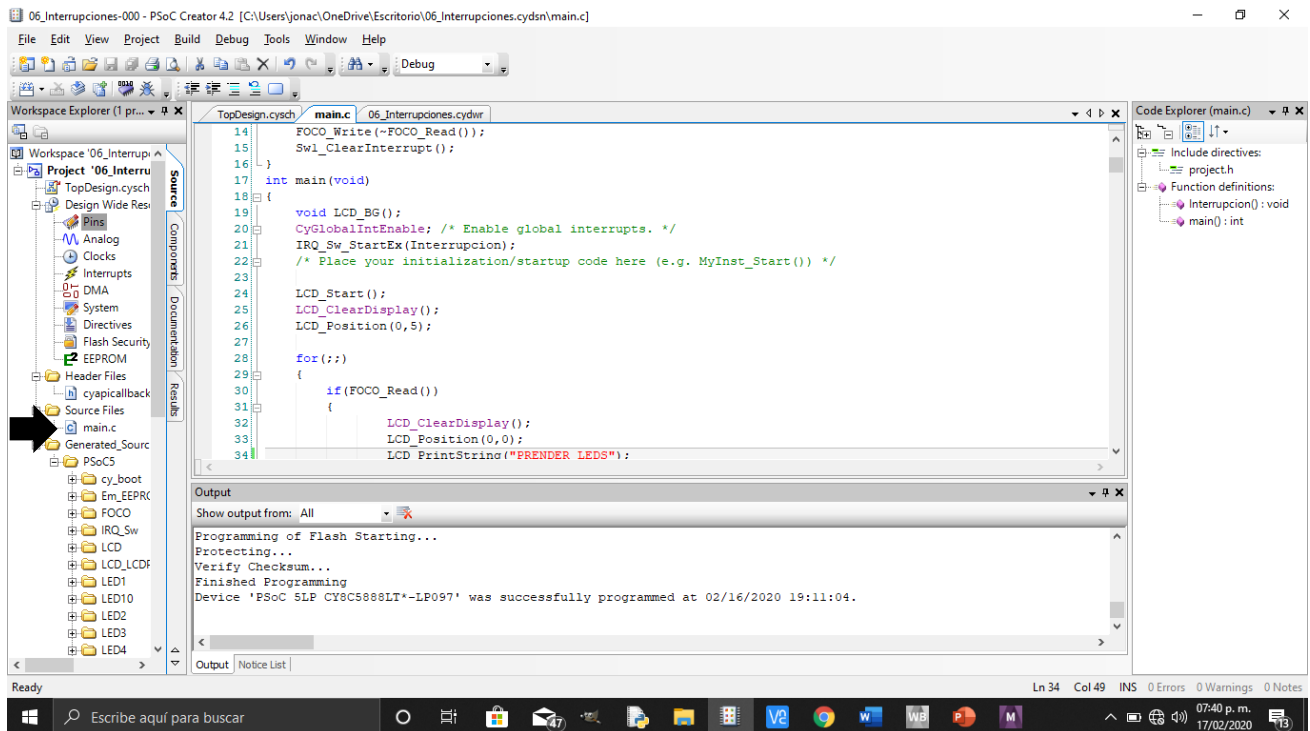 06_Interrupciones-000 - PSoC Creator 4.2 [C:\Users\jonac\OneDrive\Escritorio\06_Interrupciones.cydsn\main.c]
File Edit View Project Build Debug Tools Window Help
Debug
Workspace Explorer (1 pr...
Workspace '06_Interrup
Project '06_Interru
TopDesign.cysch
Design Wide Res
Pins
Analog
Clocks
Interrupts
DMA
System
Directives
Flash Security
EEPROM
Header Files
cyapicallback
Source Files
main.c
Generated_Sourc
PSoC5
cy_boot
Em_EEPR
FOCO
IRQ_Sw
LCD
LCD_LCDP
LED1
LED10
LED2
LED3
LED4
Source
Components
Documentation
Results
TopDesign.cysch main.c 06_Interrupciones.cydwr
14 FOCO_Write(~FOCO_Read());
15 Sw1_ClearInterrupt();
16 }
17 int main(void)
18 {
19 void LCD_BG();
20 CyGlobalIntEnable; /* Enable global interrupts. */
21 IRQ_Sw_StartEx(Interrupcion);
22 /* Place your initialization/startup code here (e.g. MyInst_Start()) */
23
24 LCD_Start();
25 LCD_ClearDisplay();
26 LCD_Position(0,5);
27
28 for(;;)
29 {
30 if(FOCO_Read())
31 {
32 LCD_ClearDisplay();
33 LCD_Position(0,0);
34 LCD_PrintString("PRENDER LEDS");
Output
Show output from: All
Programming of Flash Starting...
Protecting...
Verify Checksum...
Finished Programming
Device 'PSoC 5LP CY8C5888LT*-LP097' was successfully programmed at 02/16/2020 19:11:04.
Output Notice List
Code Explorer (main.c)
Include directives:
project.h
Function definitions:
Interrupcion() : void
main() : int
Ready
Ln 34 Col 49 INS 0 Errors 0 Warnings 0 Notes
Escribe aquí para buscar
47
07:40 p. m.
17/02/2020
13